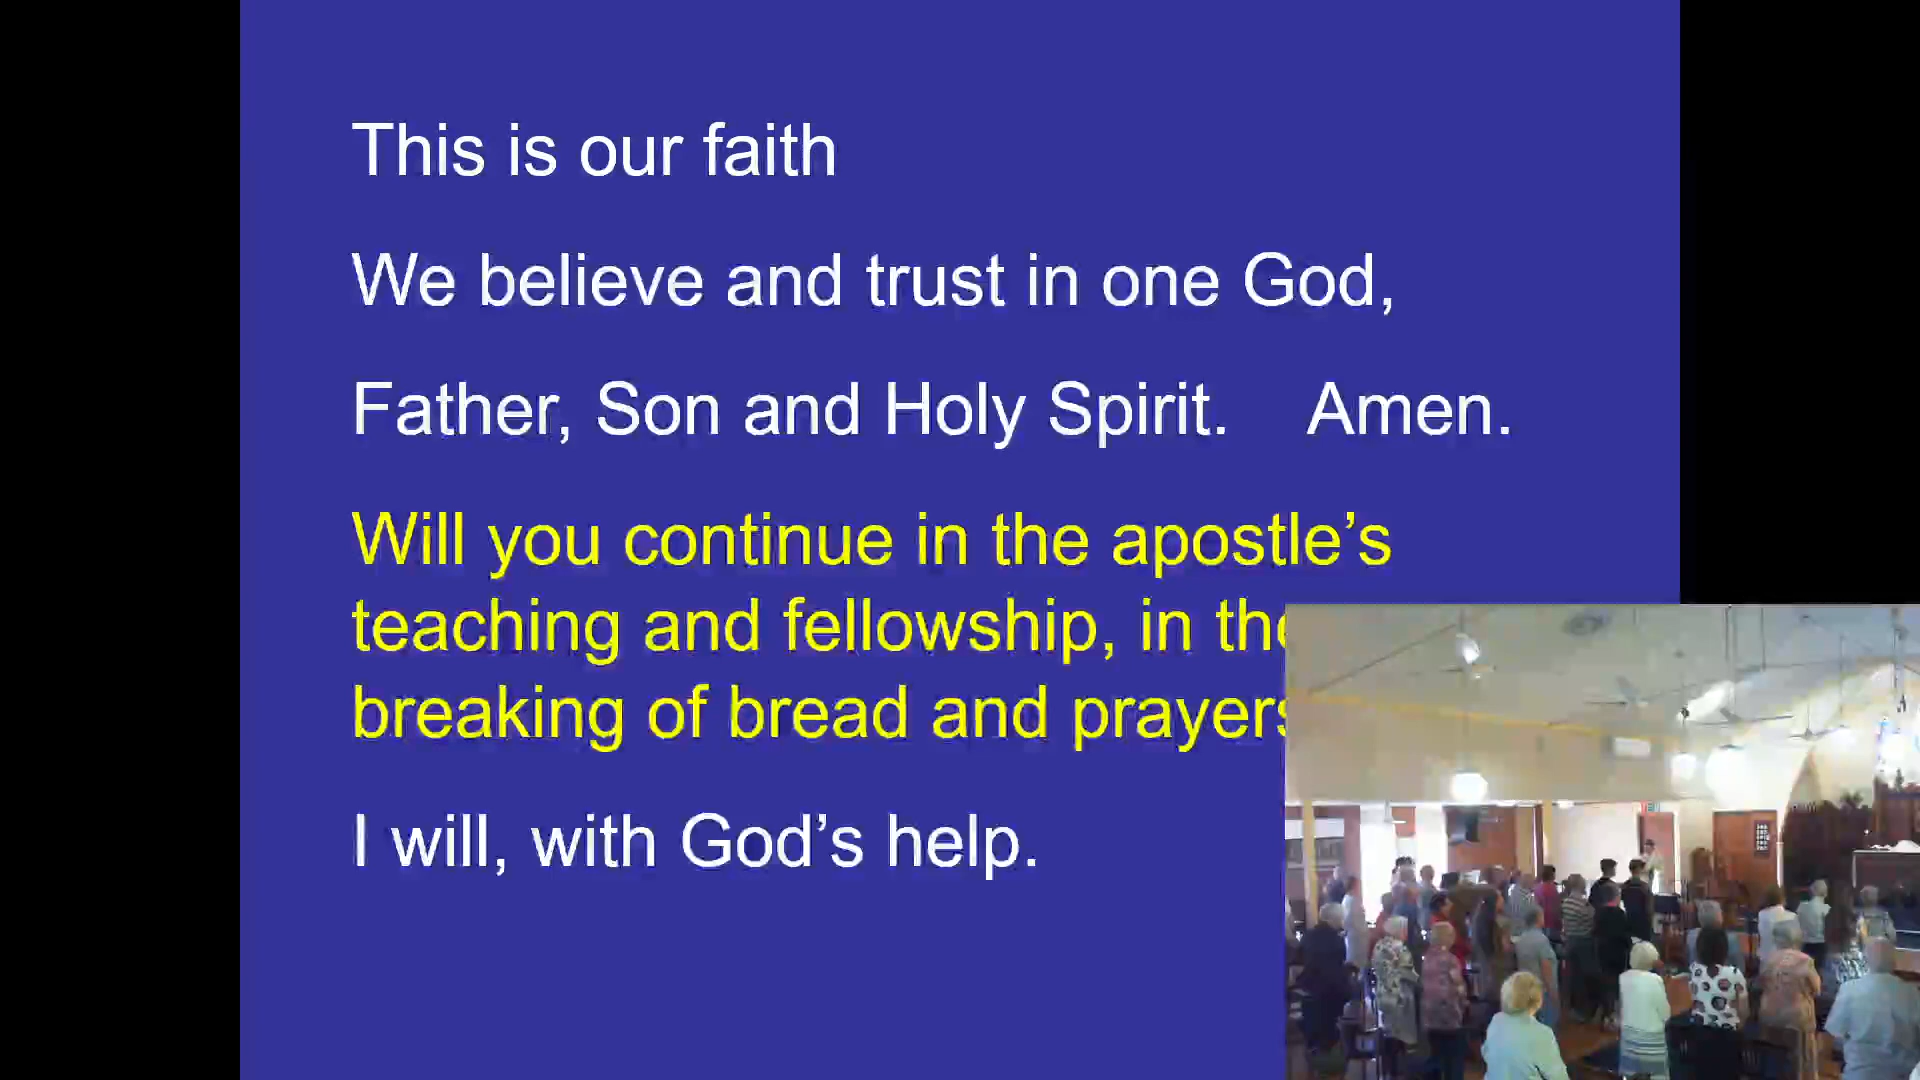 This is our faith
We believe and trust in one God,
Father, Son and Holy Spirit. Amen.
Will you continue in the apostle’s
teaching and fellowship, in the
breaking of bread and prayers
I will, with God’s help.